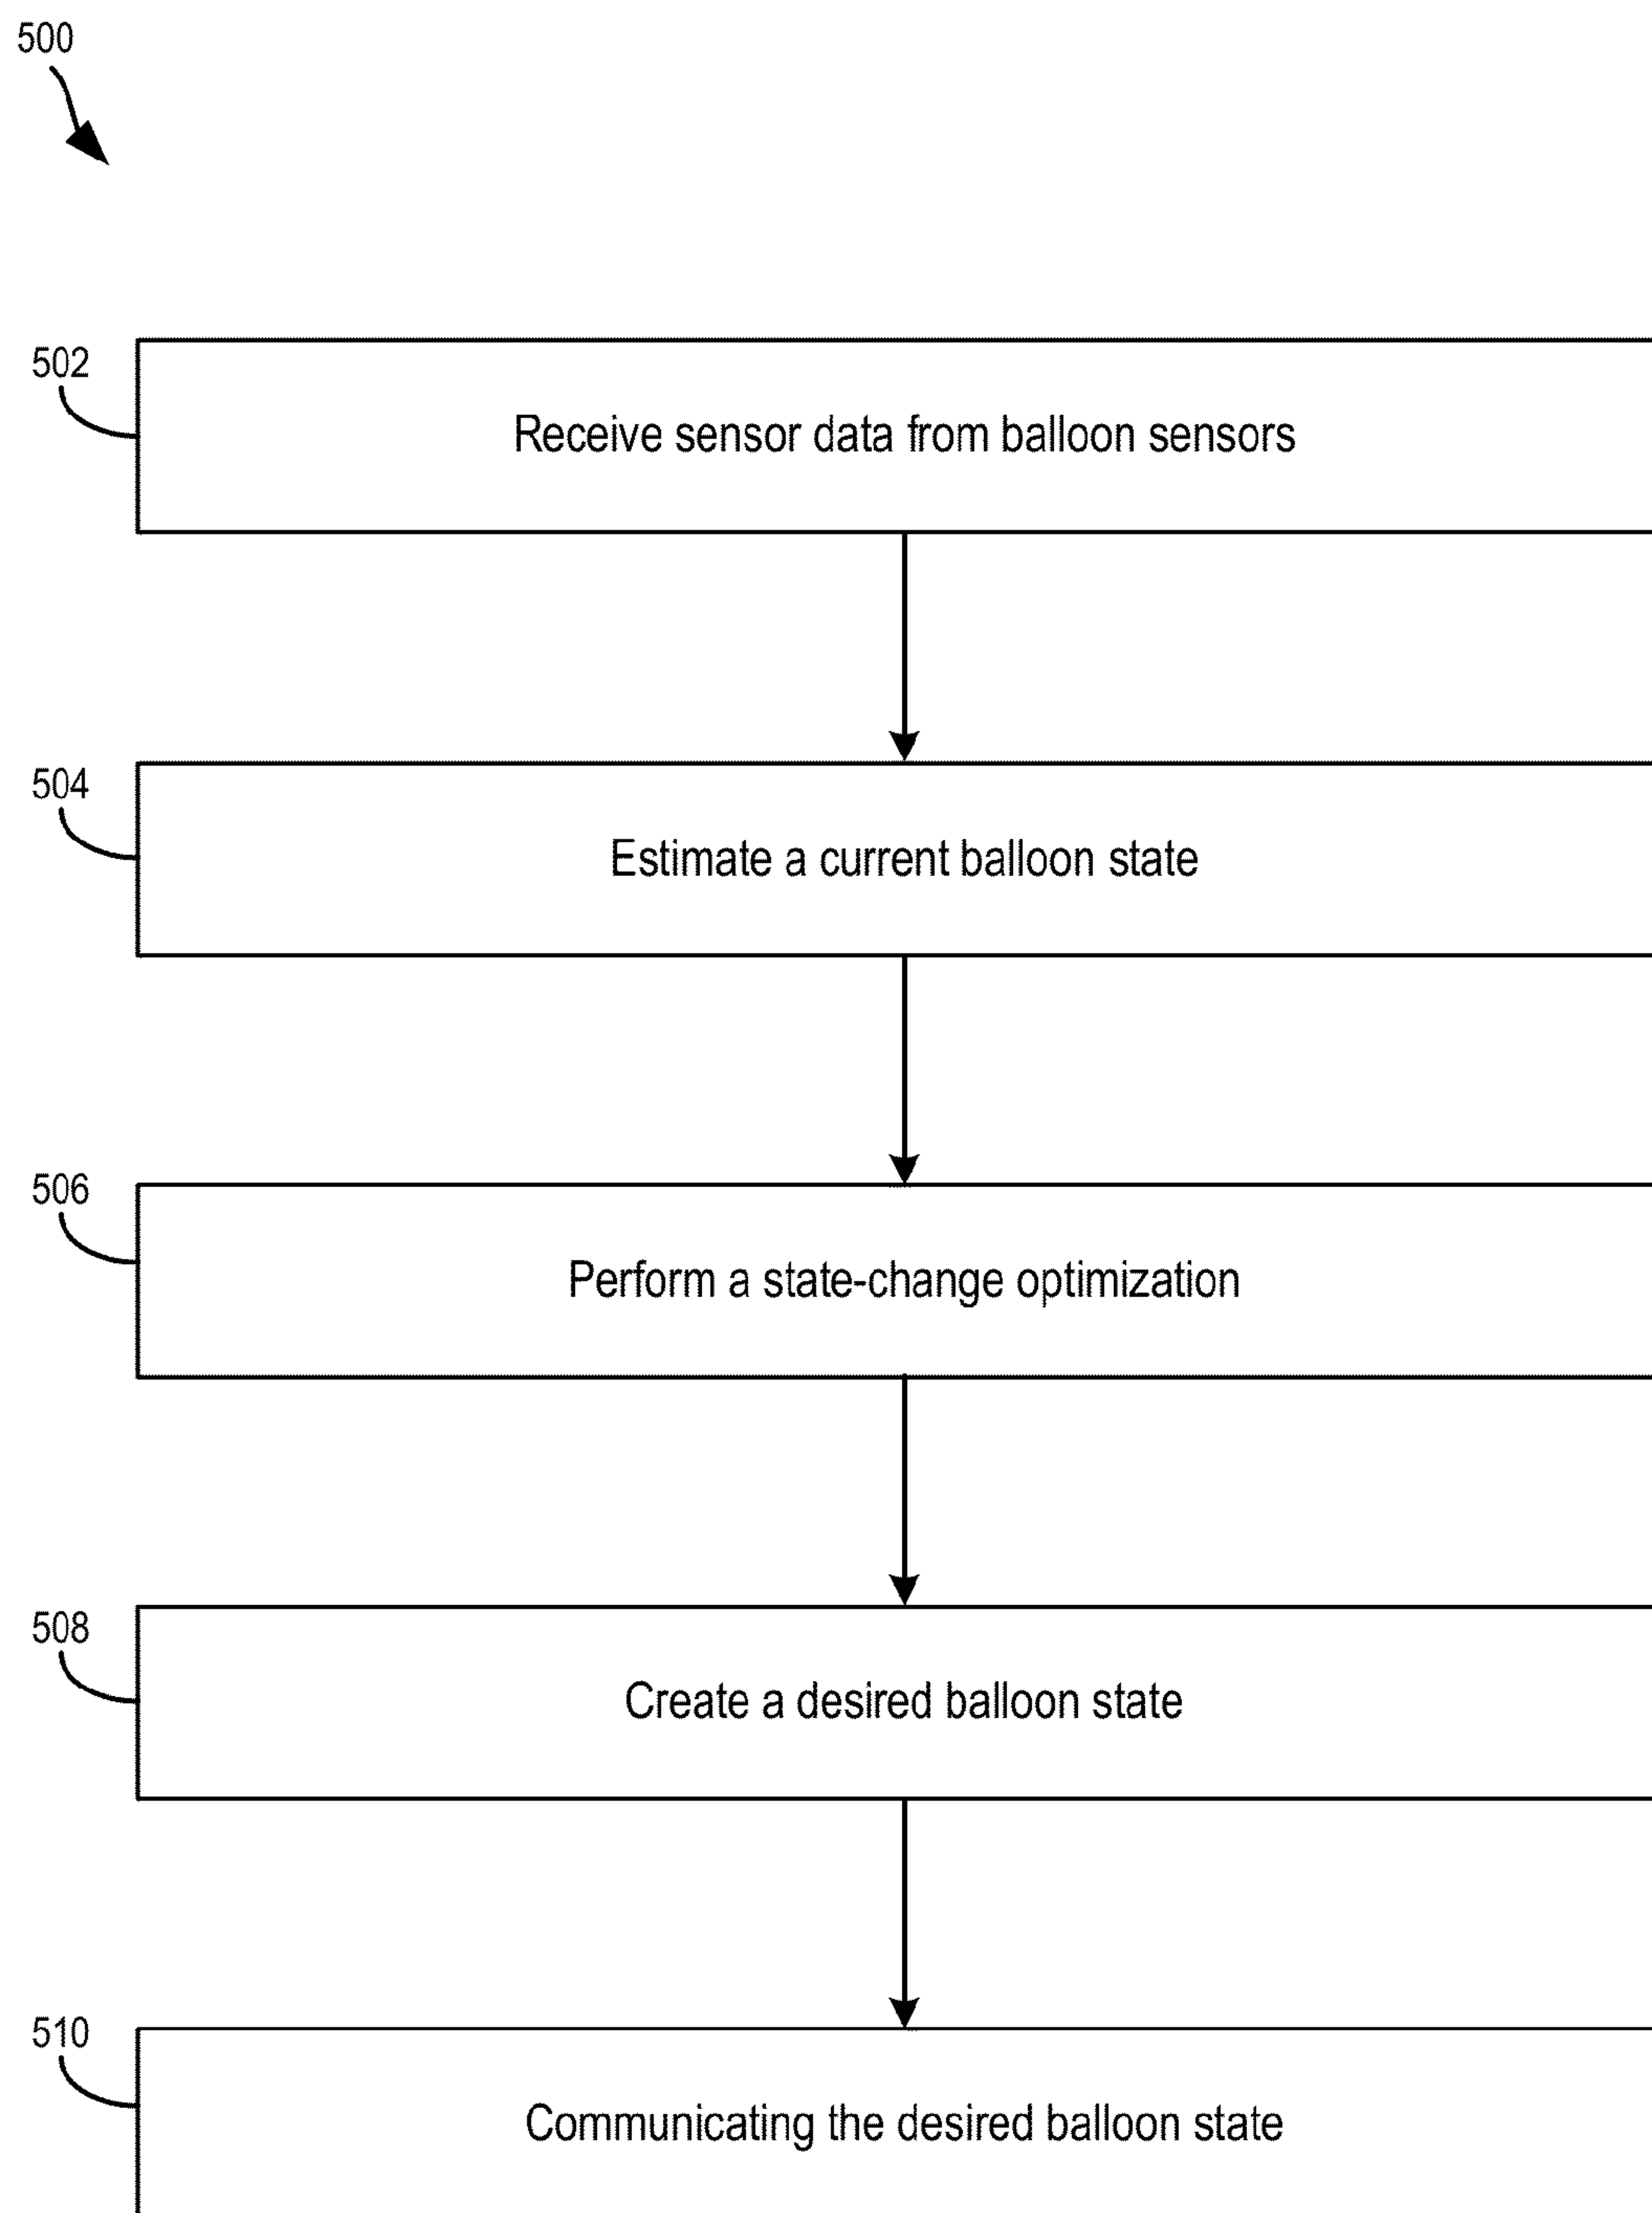 500
502
Receive sensor data from balloon sensors
504
Estimate a current balloon state
506
Perform a state-change optimization
508
Create a desired balloon state
510
Communicating the desired balloon state